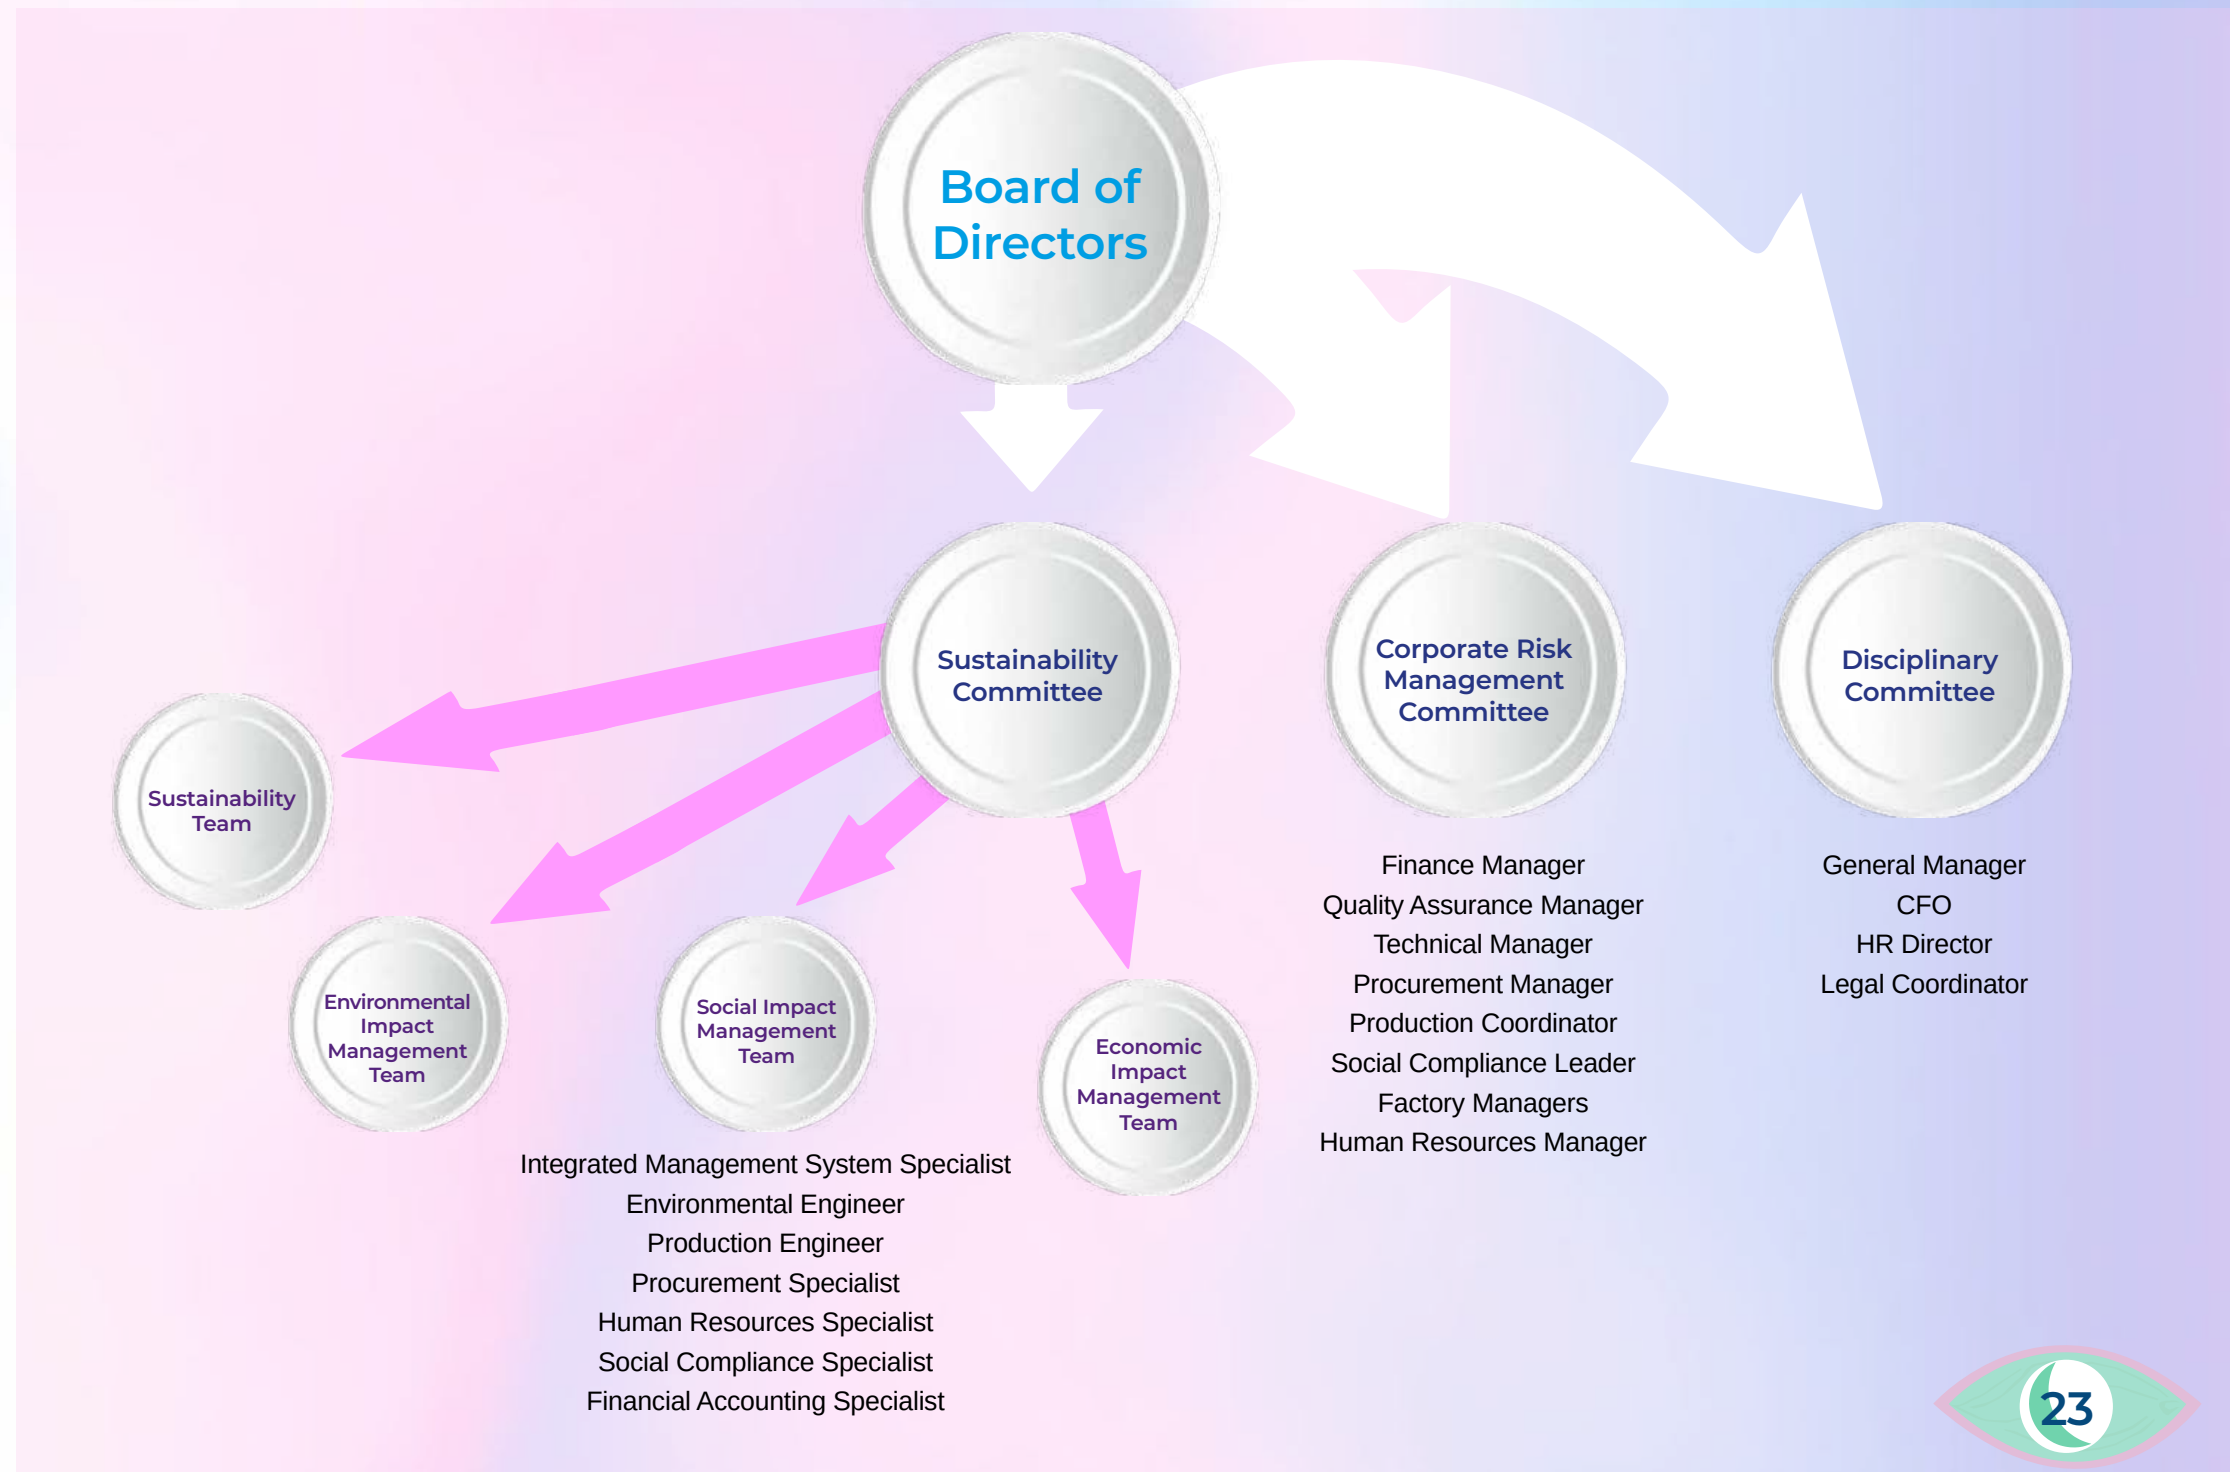 Board of
Directors
Sustainability
Committee
Corporate Risk
Management
Committee
Disciplinary
Committee
Sustainability
Team
Environmental
Impact
Management
Team
Social Impact
Management
Team
Economic
Impact
Management
Team
Integrated Management System Specialist
Environmental Engineer
Production Engineer
Procurement Specialist
Human Resources Specialist
Social Compliance Specialist
Financial Accounting Specialist
Finance Manager
Quality Assurance Manager
Technical Manager
Procurement Manager
Production Coordinator
Social Compliance Leader
Factory Managers
Human Resources Manager
General Manager
CFO
HR Director
Legal Coordinator
23